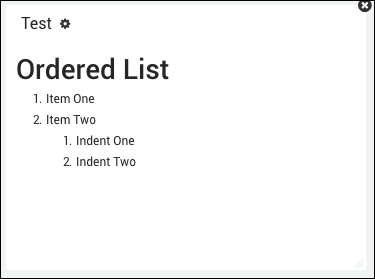 Test
Ordered List
1. Item One
2. Item Two
1. Indent One
2. Indent Two